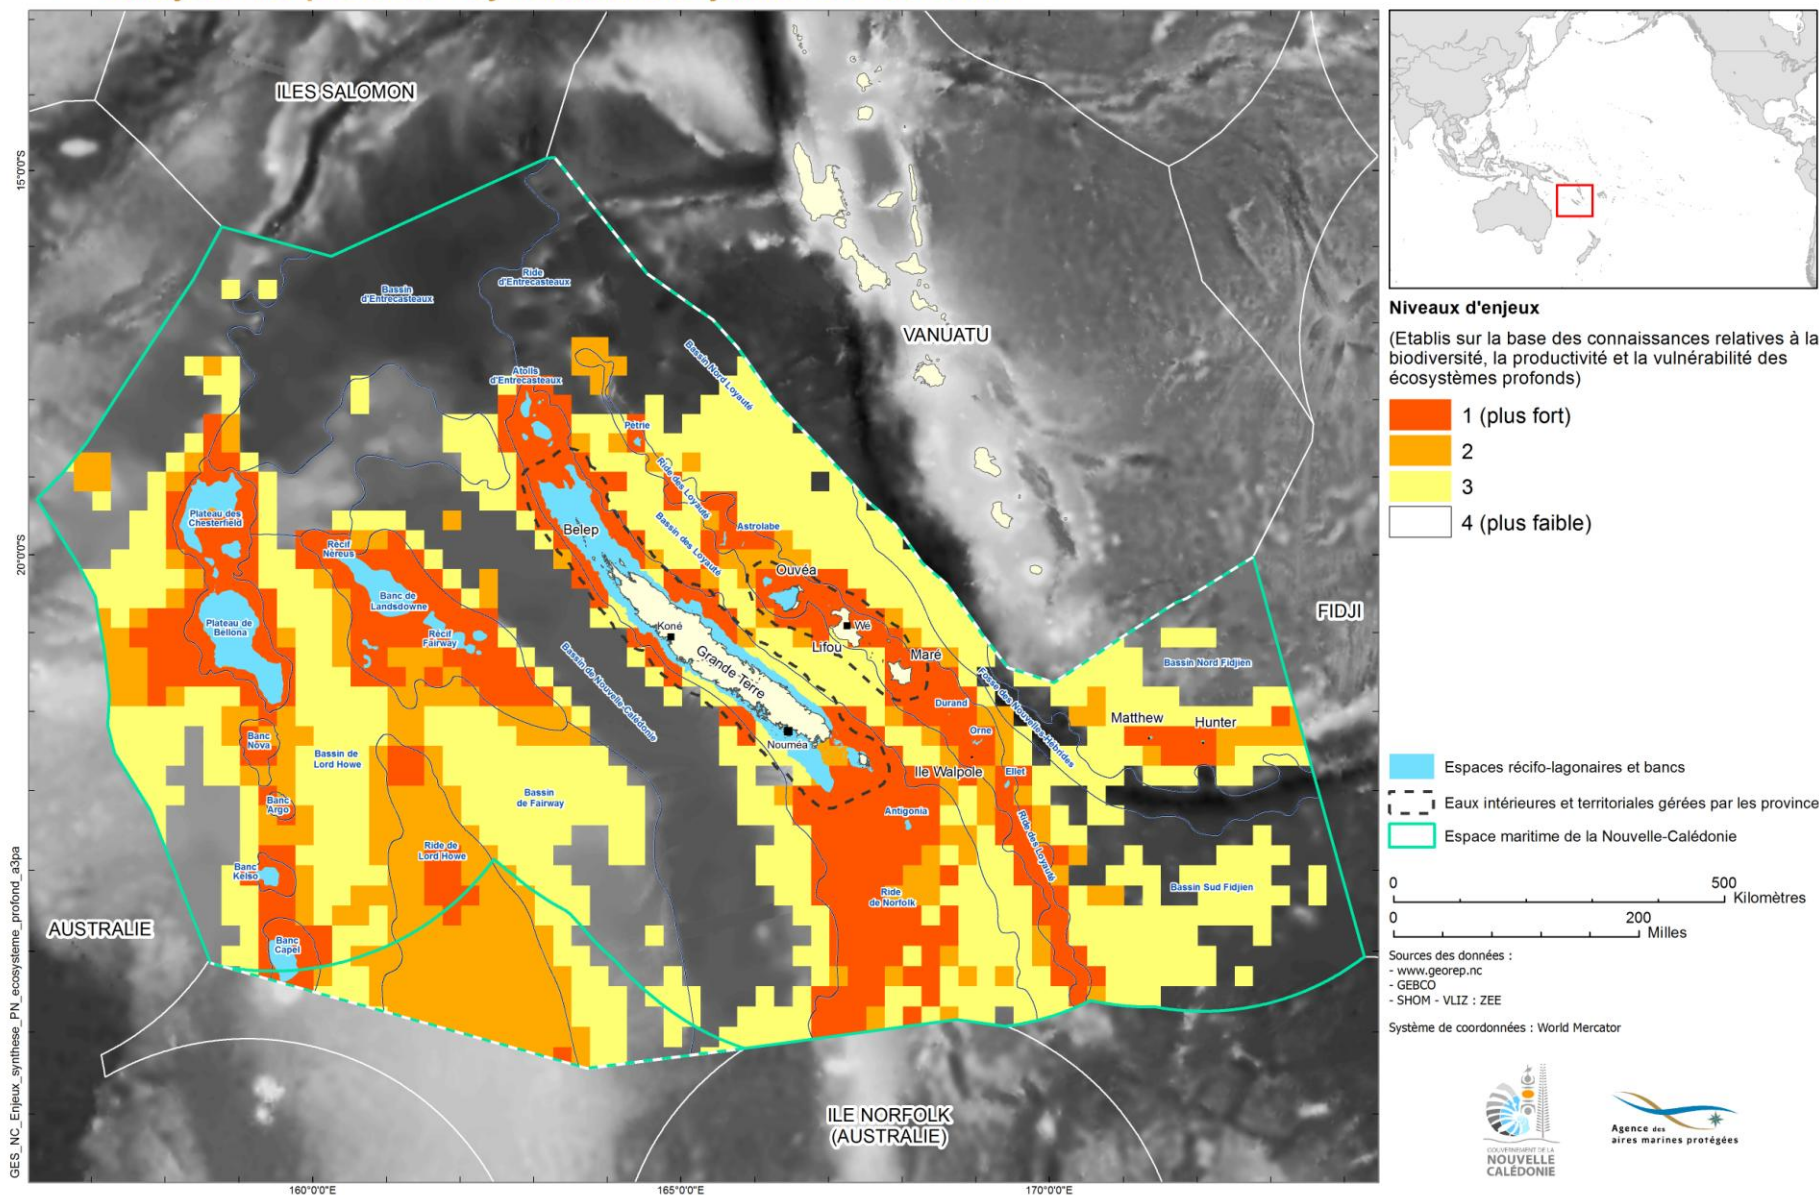 ILES SALOMON
VANUATU
FIDJI
AUSTRALIE
ILE NORFOLK
(AUSTRALIE)
15°0'0"S
20°0'0"S
160°0'0"E
165°0'0"E
170°0'0"E
Bassin
d'Entrecasteaux
Ride
d'Entrecasteaux
Atolls
d'Entrecasteaux
Bassin Nord Loyauté
Pétrie
Ride des Loyauté
Bassin des Loyauté
Astrolabe
Plateau des
Chesterfield
Récif
Néreus
Banc de
Landsdowne
Récif
Fairway
Plateau de
Bellona
Belep
Ouvéa
Koné
Wé
Lifou
Grande Terre
Maré
Nouméa
Bassin de Nouvelle-Calédonie
Fosse des Nouvelles-Hébrides
Bassin Nord Fidjien
Durand
Matthew
Hunter
Orne
Banc
Nova
Bassin de
Lord Howe
Ile Walpole
Ellet
Banc
Argo
Bassin
de Fairway
Antigonia
Ride de
Lord Howe
Ride des Loyauté
Banc
Kelso
Ride
de Norfolk
Bassin Sud Fidjien
Banc
Capel
GES_NC_Enjeux_synthese_PN_ecosysteme_profond_a3pa
Niveaux d'enjeux
(Etablis sur la base des connaissances relatives à la
biodiversité, la productivité et la vulnérabilité des
écosystèmes profonds)
1 (plus fort)
2
3
4 (plus faible)
Espaces récifo-lagonaires et bancs
Eaux intérieures et territoriales gérées par les province
Espace maritime de la Nouvelle-Calédonie
0 500
Kilomètres
0 200
Milles
Sources des données :
- www.georep.nc
- GEBCO
- SHOM - VLIZ : ZEE
Système de coordonnées : World Mercator
GOUVERNEMENT DE LA
NOUVELLE
CALÉDONIE
Agence des
aires marines protégées